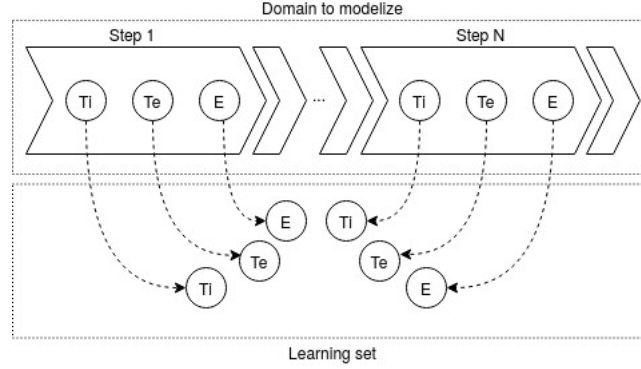 Domain to modelize
Step 1
Step N
Ti Te E ... Ti Te E
E Ti
Te Te
Ti E
Learning set